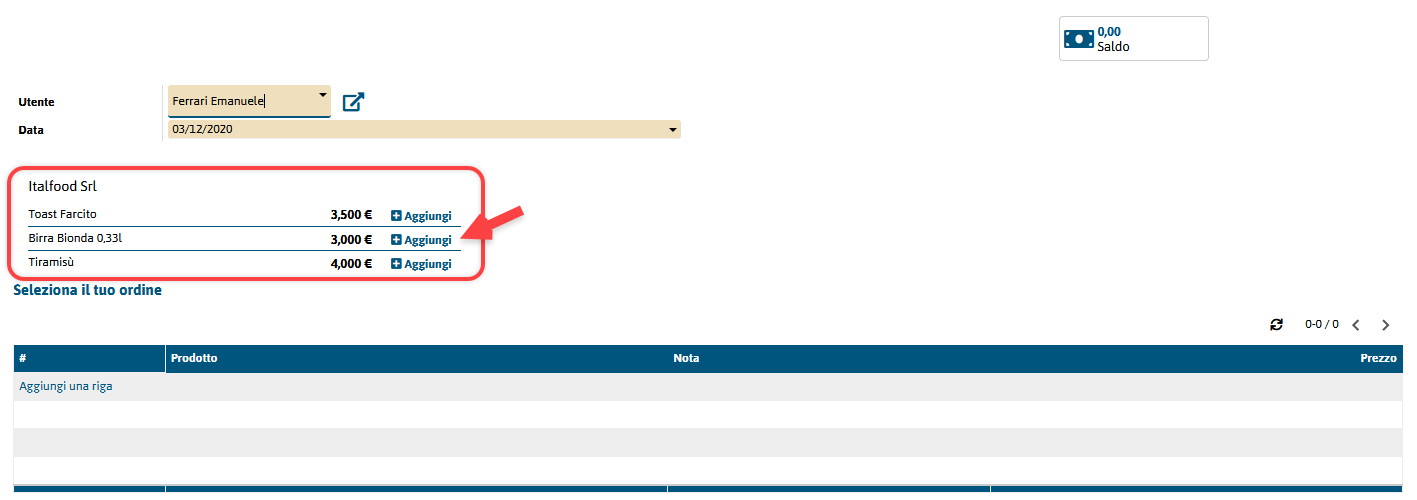 0,00
Saldo
Utente Ferrari Emanuele
Data 03/12/2020
Italfood Srl
Toast Farcito 3,500 € Aggiungi
Birra Bionda 0,33l 3,000 € Aggiungi
Tiramisù 4,000 € Aggiungi
Seleziona il tuo ordine
0-0 / 0
# Prodotto Nota Prezzo
Aggiungi una riga